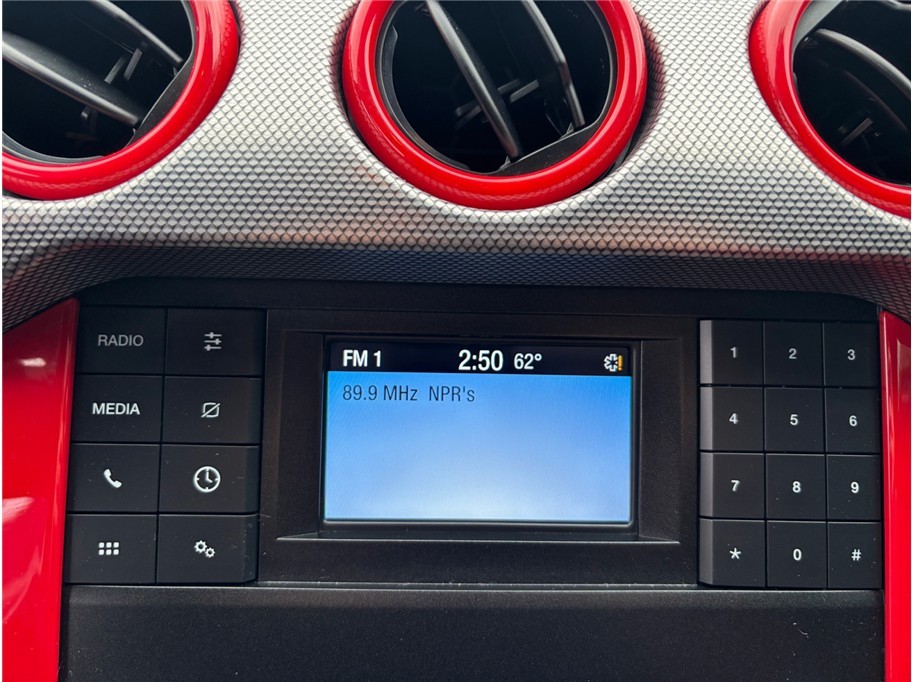 FM 1 2:50 62°
89.9 MHz NPR's
RADIO
MEDIA
1 2 3
4 5 6
7 8 9
* 0 #